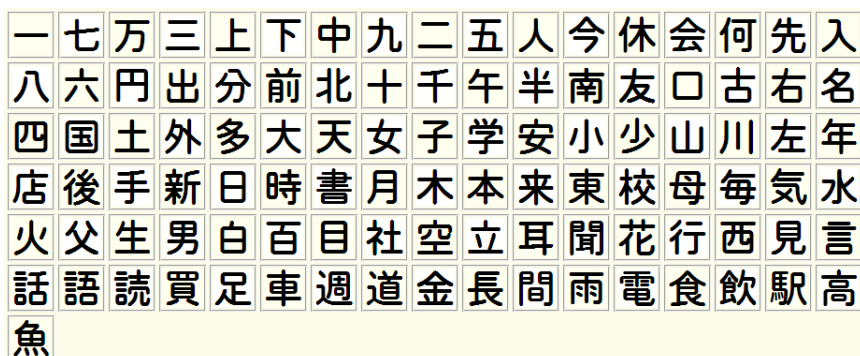 一 七 万 三 上 下 中 九 二 五 人 今 休 会 何 先 入
八 六 円 出 分 前 北 十 千 午 半 南 友 口 古 右 名
四 国 土 外 多 大 天 女 子 学 安 小 少 山 川 左 年
店 後 手 新 日 時 書 月 木 本 来 東 校 母 毎 気 水
火 父 生 男 白 百 目 社 空 立 耳 聞 花 行 西 見 言
話 語 読 買 足 車 週 道 金 長 間 雨 電 食 飲 駅 高
魚